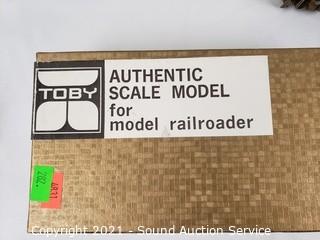 TOBY
AUTHENTIC
SCALE MODEL
for
model railroader
Copyright 2021 - Sound Auction Service